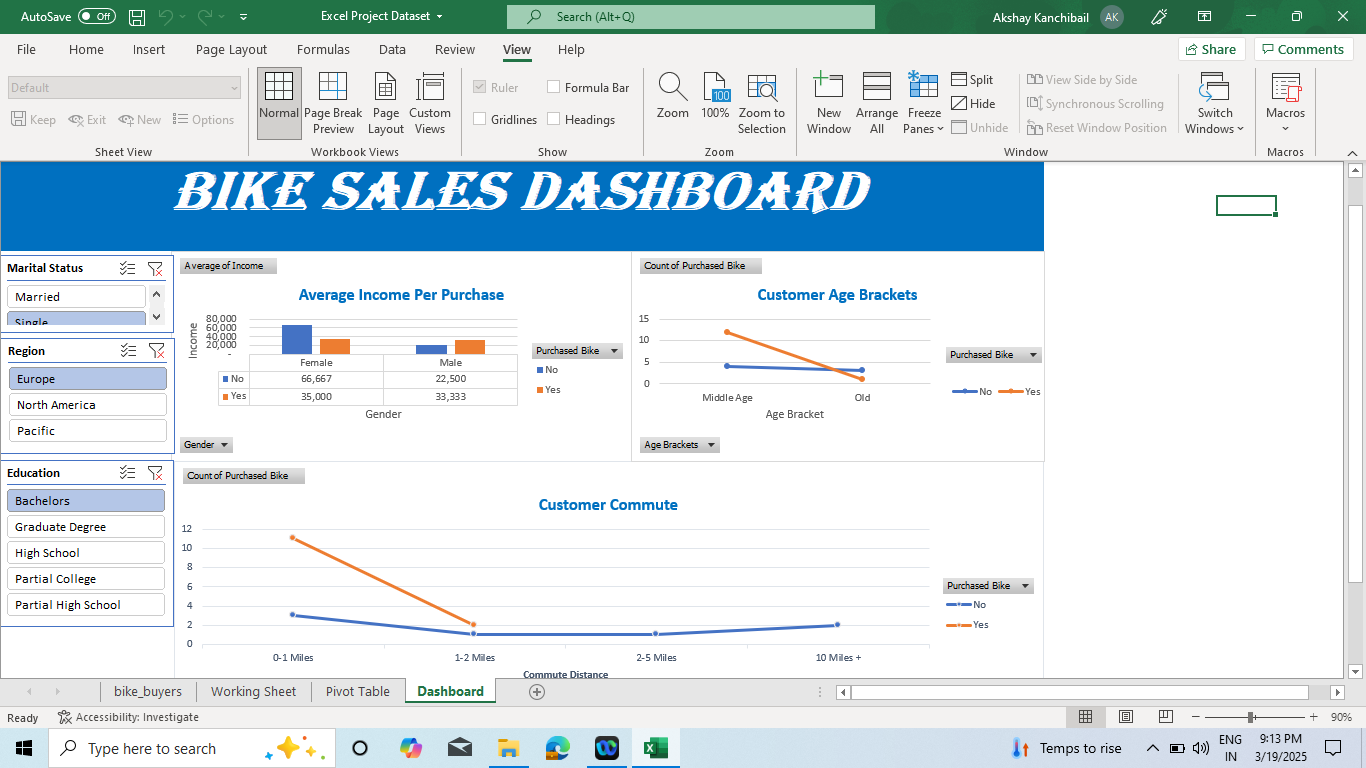 AutoSave Off
Excel Project Dataset
Search (Alt+Q)
Akshay Kanchibail AK
File Home Insert Page Layout Formulas Data Review View Help
Share Comments
Default
Keep Exit New Options
Sheet View
Normal
Page Break Preview
Page Layout
Custom Views
Workbook Views
Ruler Formula Bar
Gridlines Headings
Show
Zoom
100
100%
Zoom to Selection
Zoom
New Window
Arrange All
Freeze Panes
Split
Hide
Unhide
View Side by Side
Synchronous Scrolling
Reset Window Position
Window
Switch Windows
Macros
Macros
BIKE SALES DASHBOARD
Marital Status
Married
Single
Region
Europe
North America
Pacific
Education
Bachelors
Graduate Degree
High School
Partial College
Partial High School
Average of Income
Average Income Per Purchase
Income
80,000
60,000
40,000
20,000
-
Female Male
No 66,667 22,500
Yes 35,000 33,333
Gender
Purchased Bike
No
Yes
Gender
Count of Purchased Bike
Customer Age Brackets
15
10
5
0
Middle Age Old
Age Bracket
Purchased Bike
No Yes
Age Brackets
Count of Purchased Bike
Customer Commute
12
10
8
6
4
2
0
0-1 Miles 1-2 Miles 2-5 Miles 10 Miles +
Commute Distance
Purchased Bike
No
Yes
bike_buyers Working Sheet Pivot Table Dashboard
Ready Accessibility: Investigate
90%
Type here to search
Temps to rise
ENG
IN
9:13 PM
3/19/2025